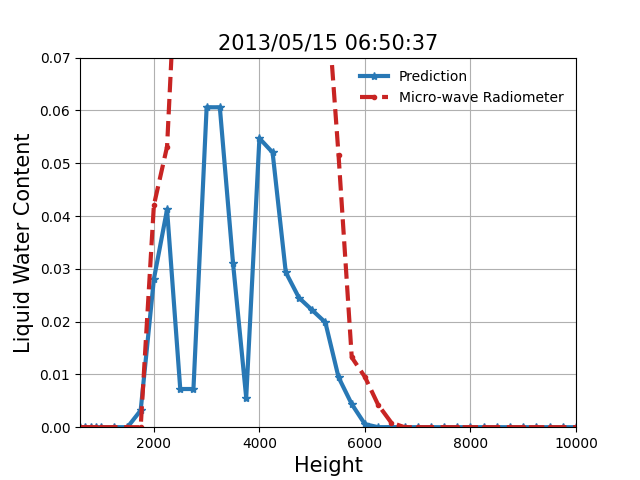 2013/05/15 06:50:37
Prediction
Micro-wave Radiometer
Liquid Water Content
0.07
0.06
0.05
0.04
0.03
0.02
0.01
0.00
2000 4000 6000 8000 10000
Height